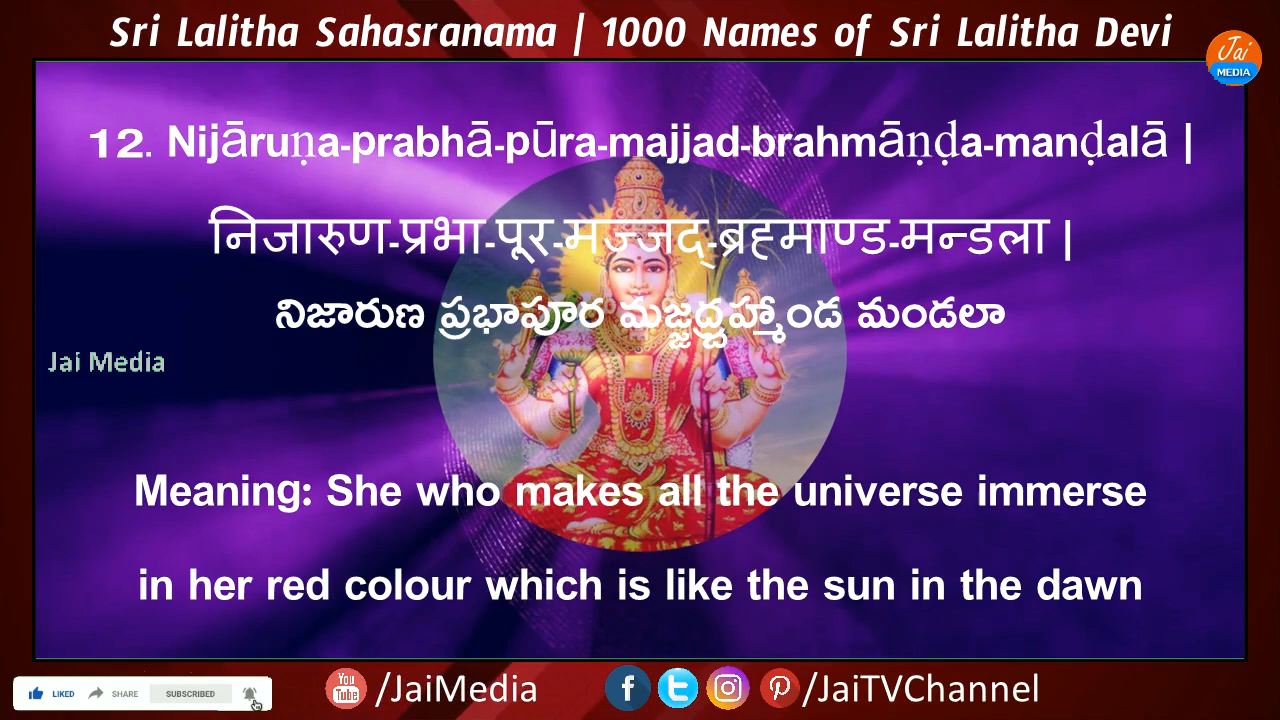 Sri Lalitha Sahasranama | 1000 Names of Sri Lalitha Devi
Jai
MEDIA
12. Nijāruṇa-prabhā-pūra-majjad-brahmāṇḍa-manḍalā |
निजारुण-प्रभा-पूर-मज्जद्-ब्रह्माण्ड-मन्डला |
నిజారుణ ప్రభాపూర మజ్జద్బ్రహ్మాండ మండలా
Jai Media
Meaning: She who makes all the universe immerse
in her red colour which is like the sun in the dawn
LIKED SHARE SUBSCRIBED
You Tube /JaiMedia /JaiTVChannel